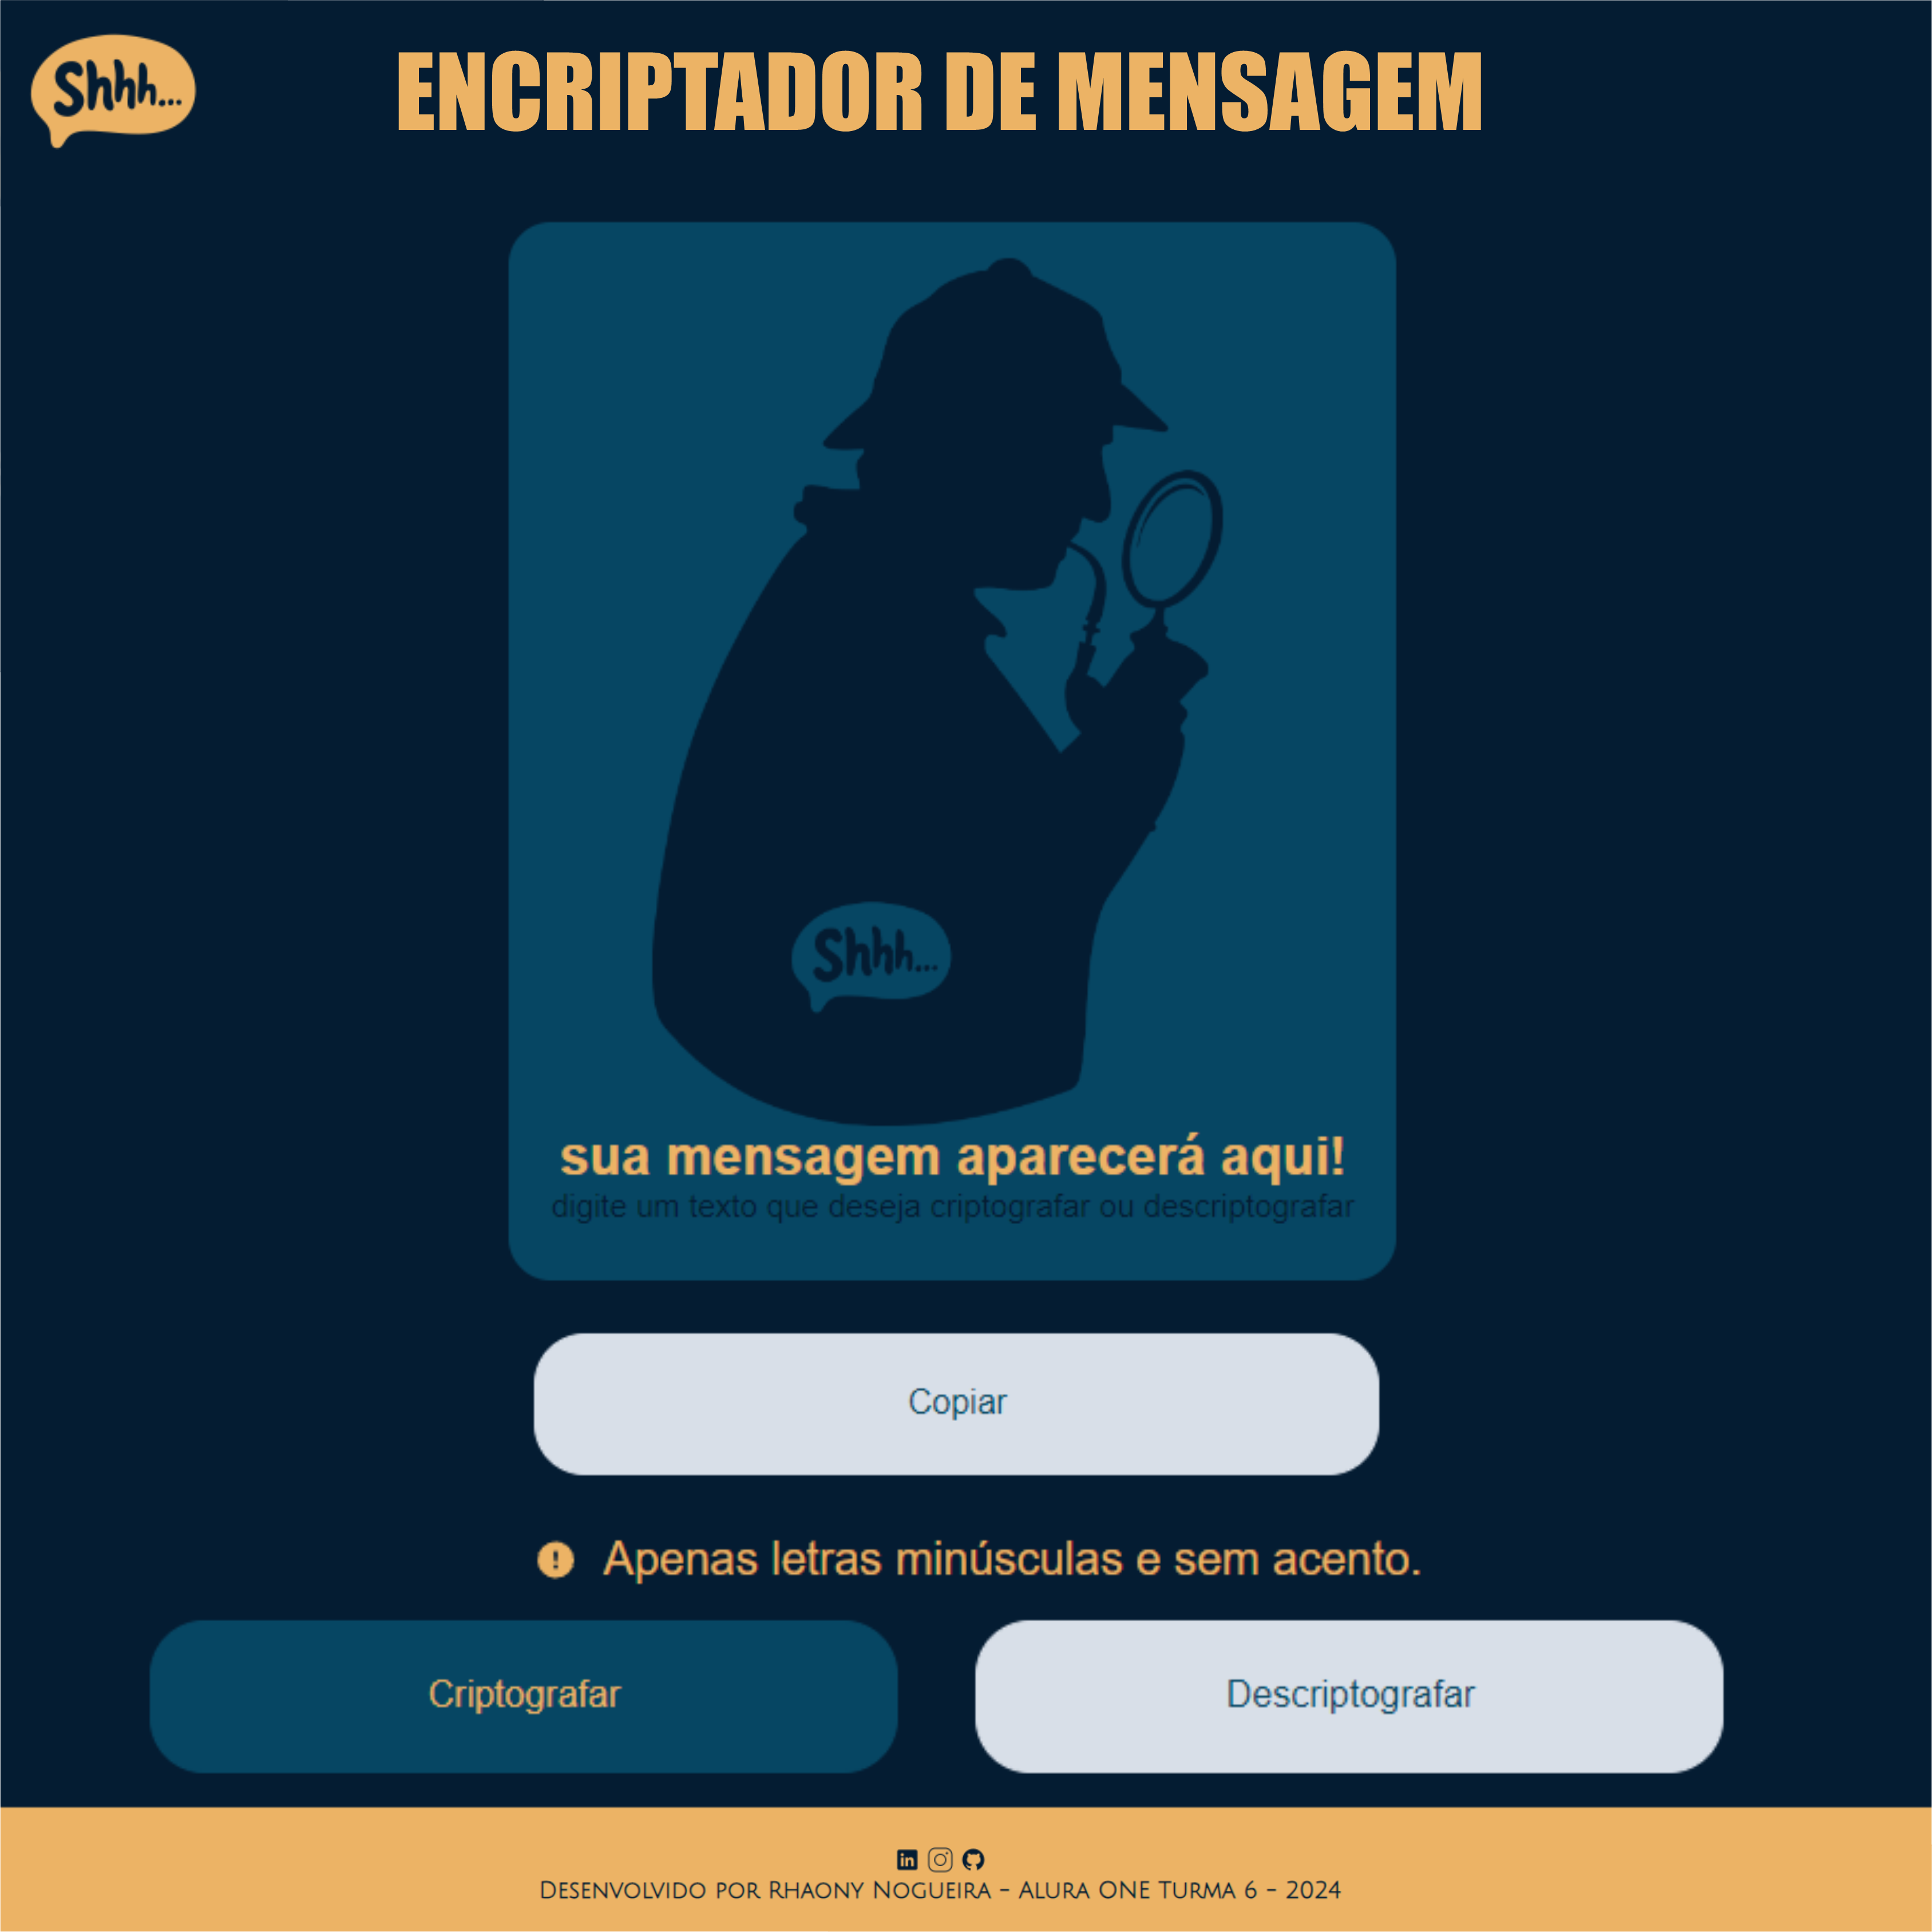 Shhh...
ENCRIPTADOR DE MENSAGEM
Shhh...
sua mensagem aparecerá aqui!
digite um texto que deseja criptografar ou descriptografar
Copiar
! Apenas letras minúsculas e sem acento.
Criptografar
Descriptografar
in
Desenvolvido por Rhaony Nogueira - Alura ONE Turma 6 - 2024